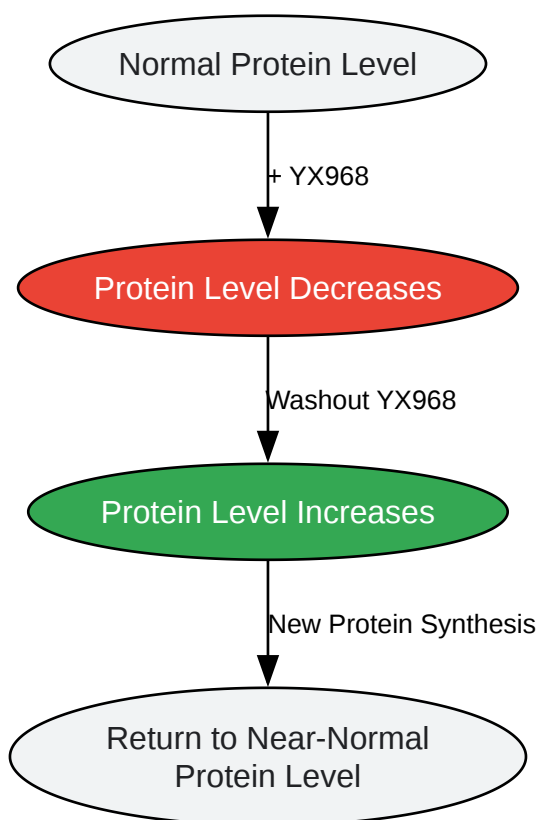 Normal Protein Level
+ YX968
Protein Level Decreases
Washout YX968
Protein Level Increases
New Protein Synthesis
Return to Near-Normal
Protein Level